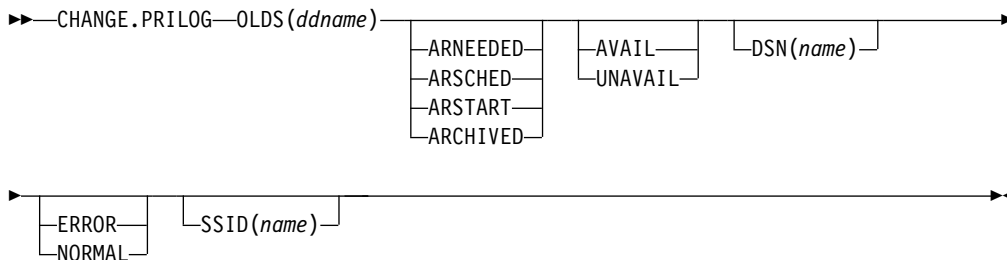 CHANGE.PRILOG OLDS(ddname)
ARNEEDED AVAIL DSN(name)
ARSCHED UNAVAIL
ARSTART
ARCHIVED
ERROR SSID(name)
NORMAL